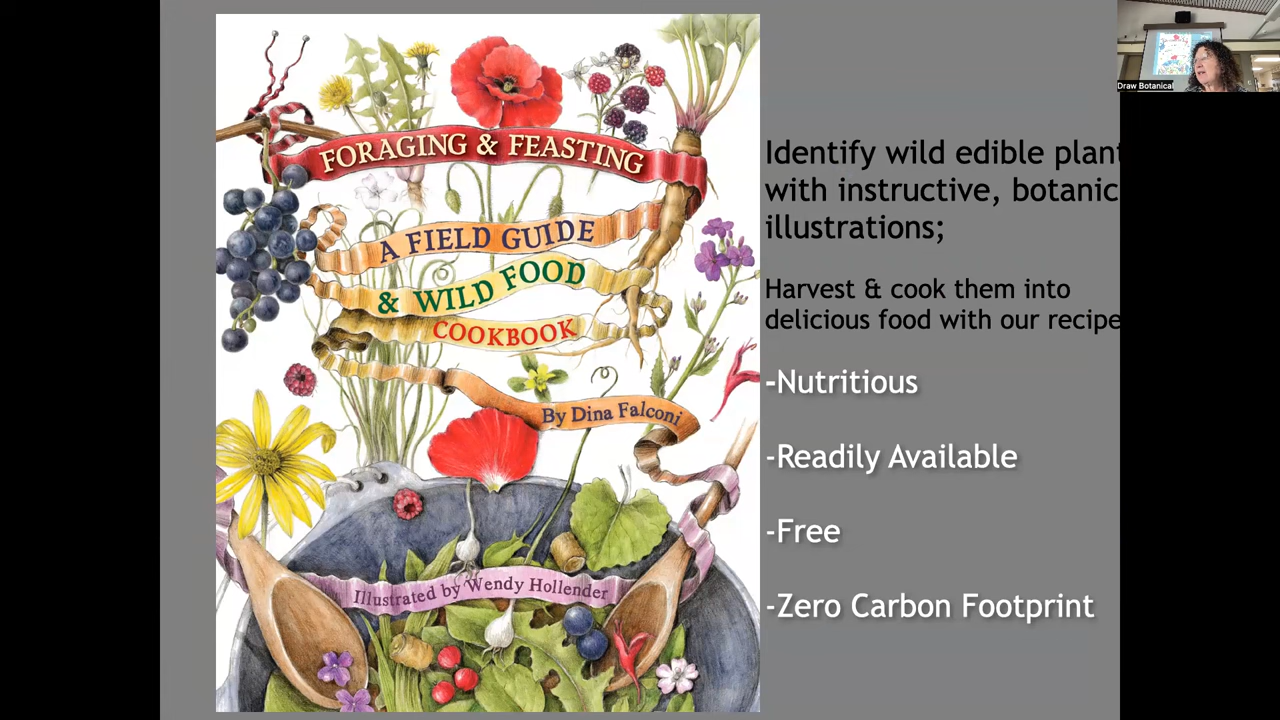 FORAGING & FEASTING
A FIELD GUIDE
& WILD FOOD
COOKBOOK
By Dina Falconi
Illustrated by Wendy Hollender
Identify wild edible plan
with instructive, botanic
illustrations;
Harvest & cook them into
delicious food with our recipe
-Nutritious
-Readily Available
-Free
-Zero Carbon Footprint
Draw Botanical